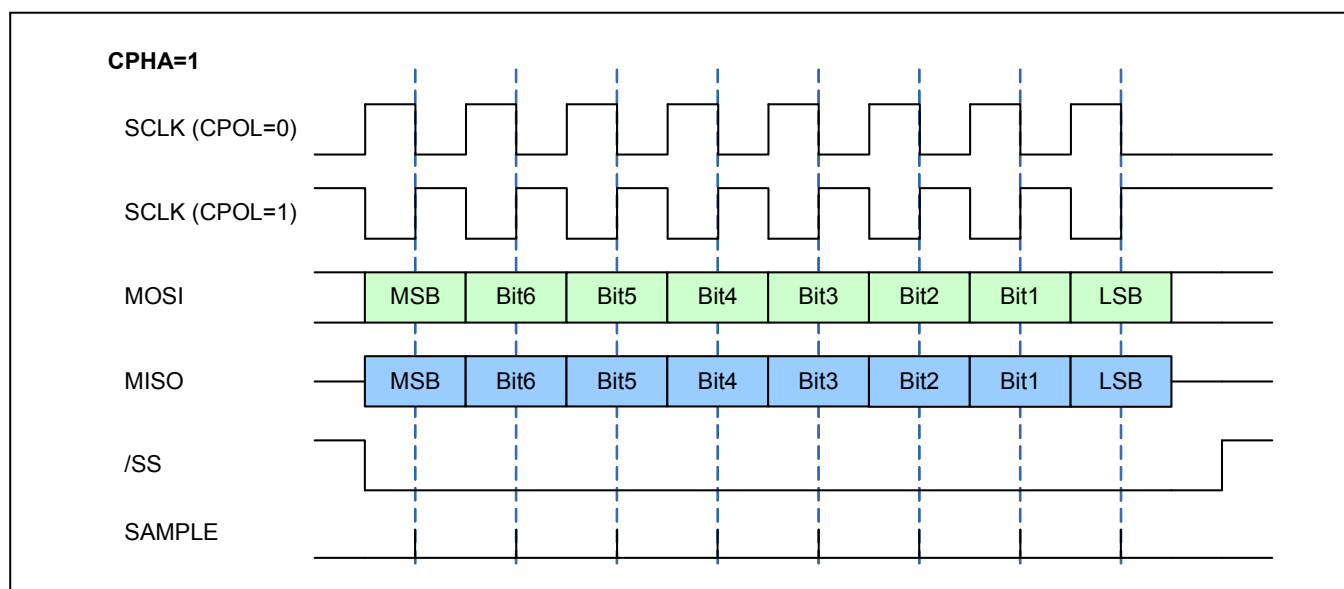 CPHA=1
SCLK (CPOL=0)
SCLK (CPOL=1)
MOSI MSB Bit6 Bit5 Bit4 Bit3 Bit2 Bit1 LSB
MISO MSB Bit6 Bit5 Bit4 Bit3 Bit2 Bit1 LSB
/SS
SAMPLE